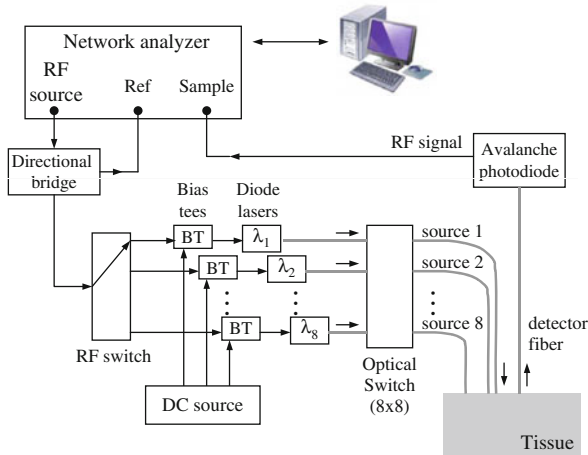 Network analyzer
RF
source
Ref
Sample
RF signal
Avalanche
photodiode
Directional
bridge
Bias
tees
Diode
lasers
BT
λ1
source 1
BT
λ2
source 2
BT
λ8
source 8
RF switch
detector
fiber
Optical
Switch
(8x8)
DC source
Tissue